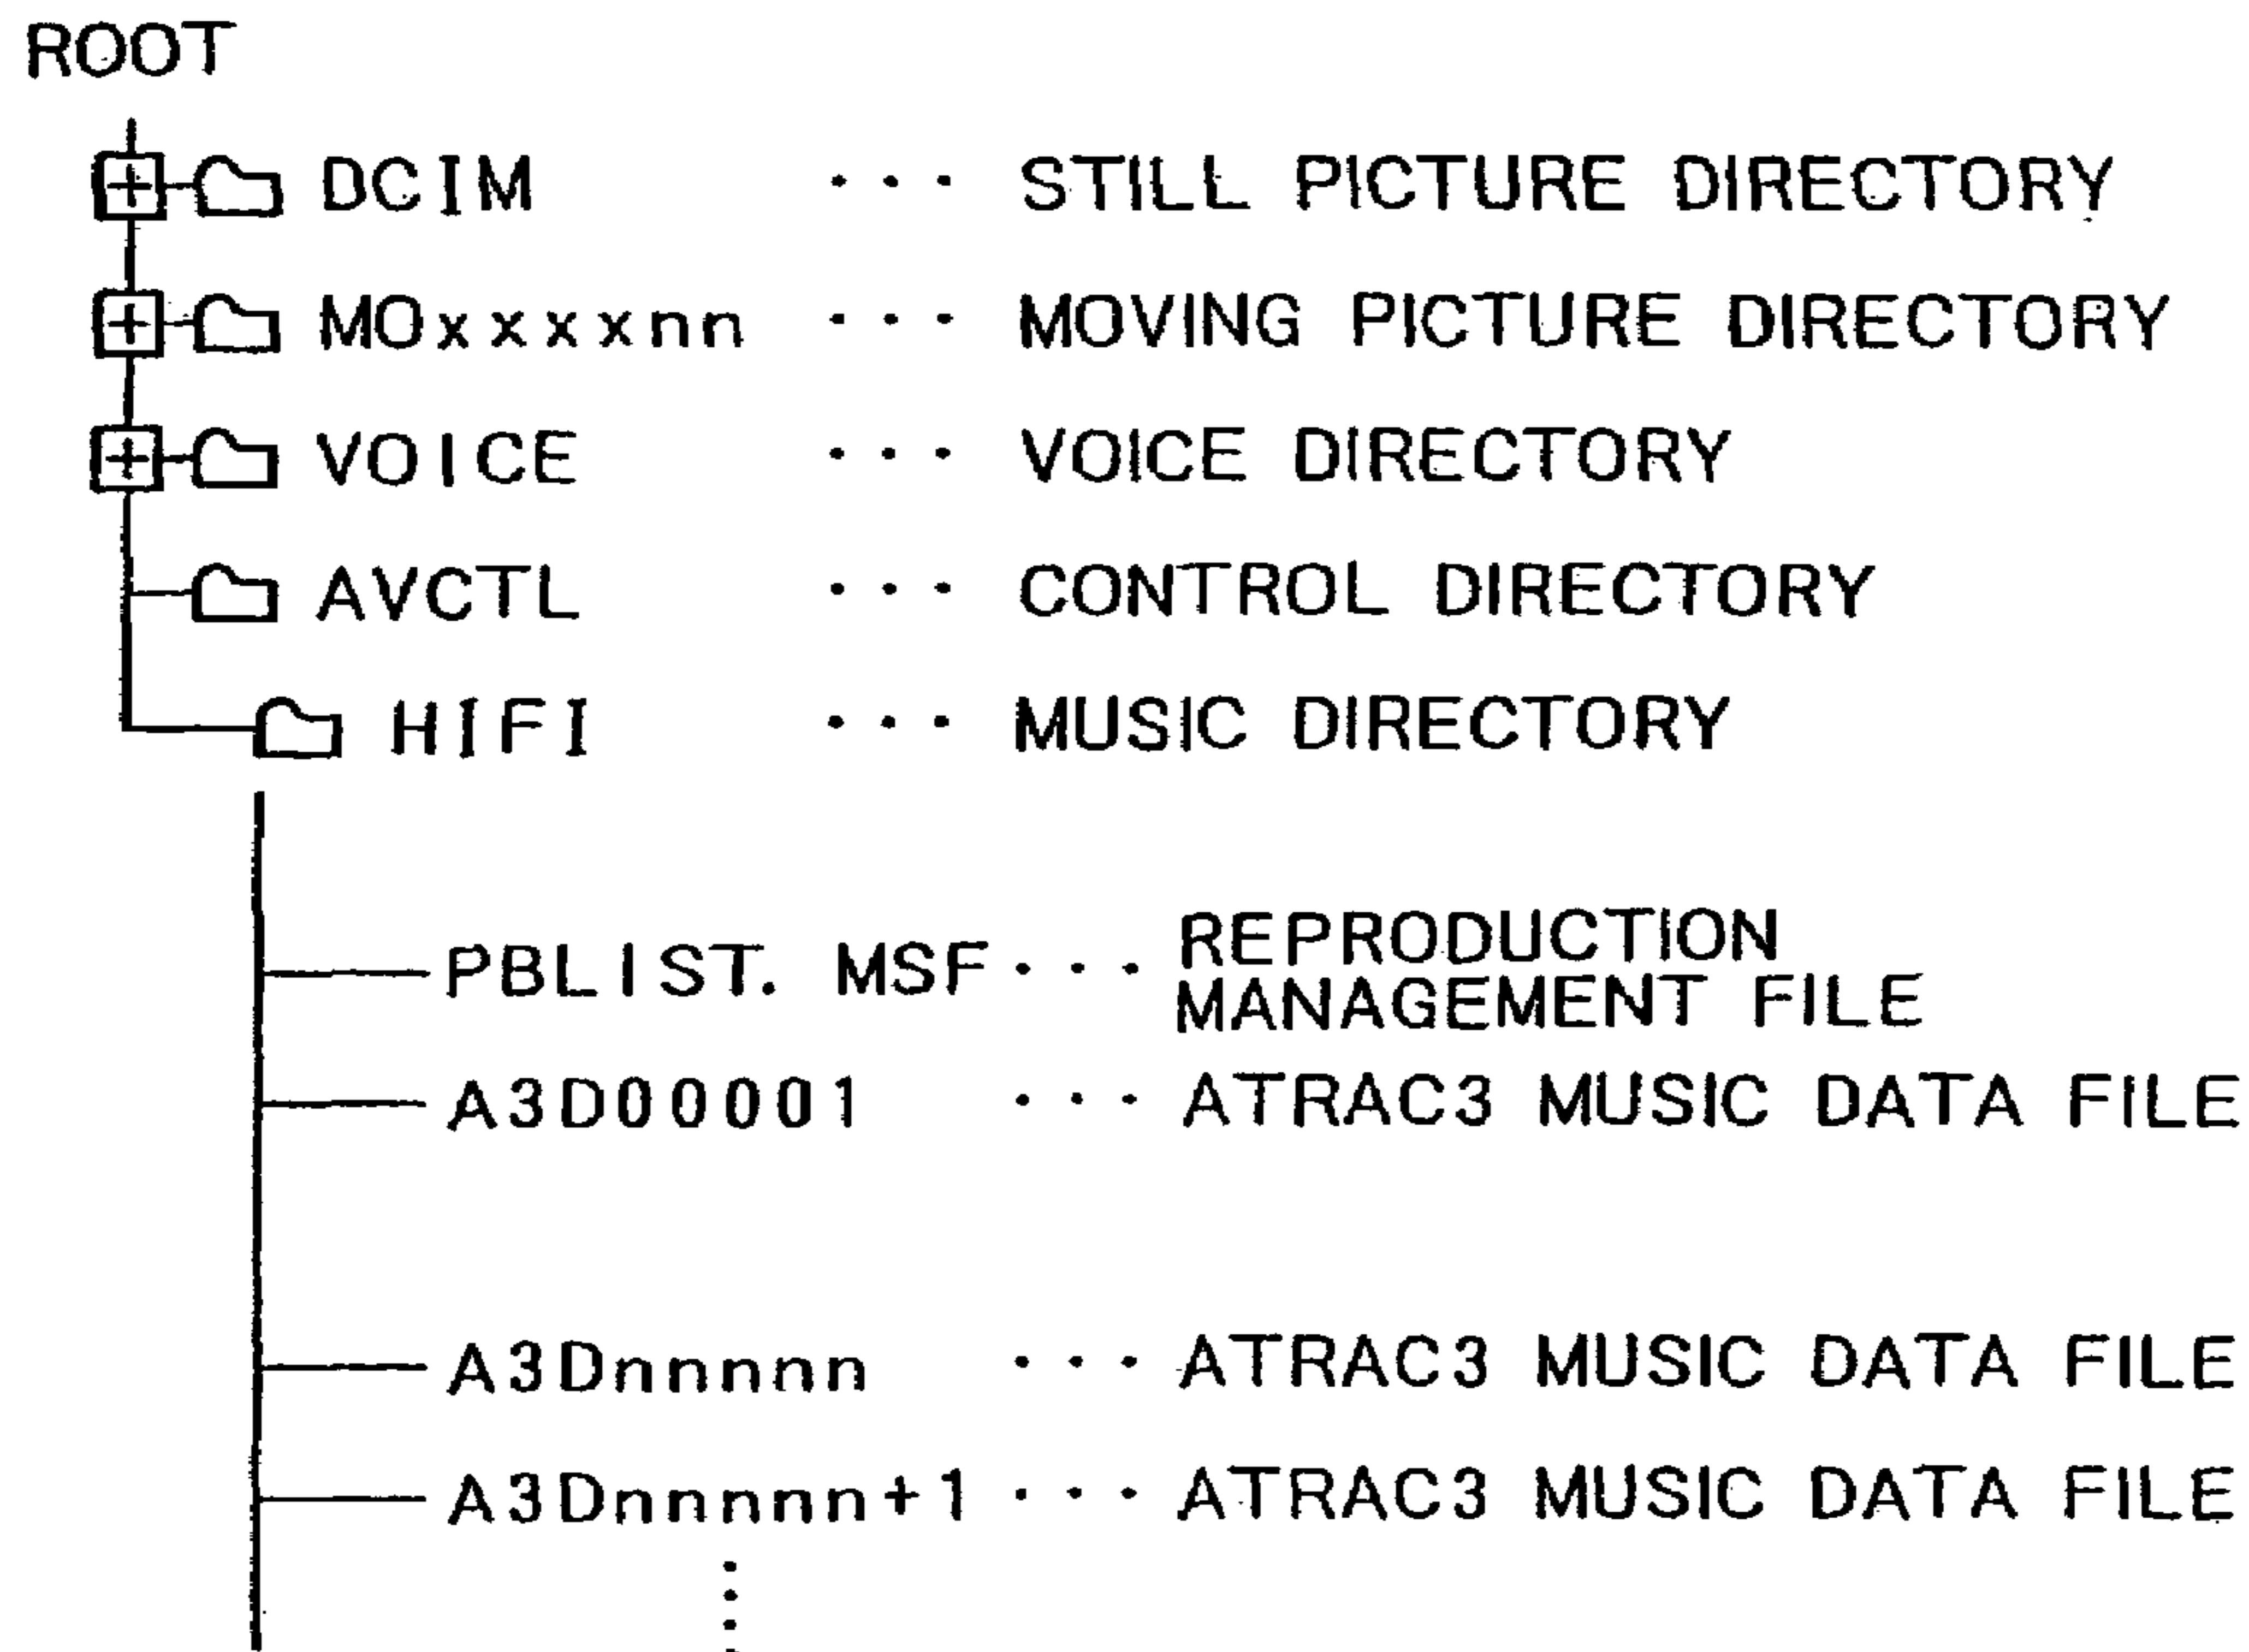 ROOT
DCIM ... STILL PICTURE DIRECTORY
MOxxxxnn ... MOVING PICTURE DIRECTORY
VOICE ... VOICE DIRECTORY
AVCTL ... CONTROL DIRECTORY
HIFI ... MUSIC DIRECTORY
PBLIST. MSF ... REPRODUCTION
MANAGEMENT FILE
A3D00001 ... ATRAC3 MUSIC DATA FILE
A3Dnnnnn ... ATRAC3 MUSIC DATA FILE
A3Dnnnnn+1 ... ATRAC3 MUSIC DATA FILE